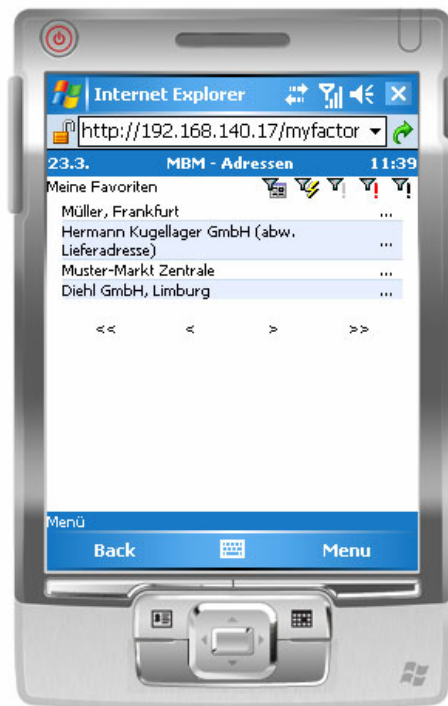 Internet Explorer
http://192.168.140.17/myfactor
23.3. MBM - Adressen 11:39
Meine Favoriten
Müller, Frankfurt ...
Hermann Kugellager GmbH (abw.
Lieferadresse) ...
Muster-Markt Zentrale ...
Diehl GmbH, Limburg ...
<< < > >>
Menü
Back Menu